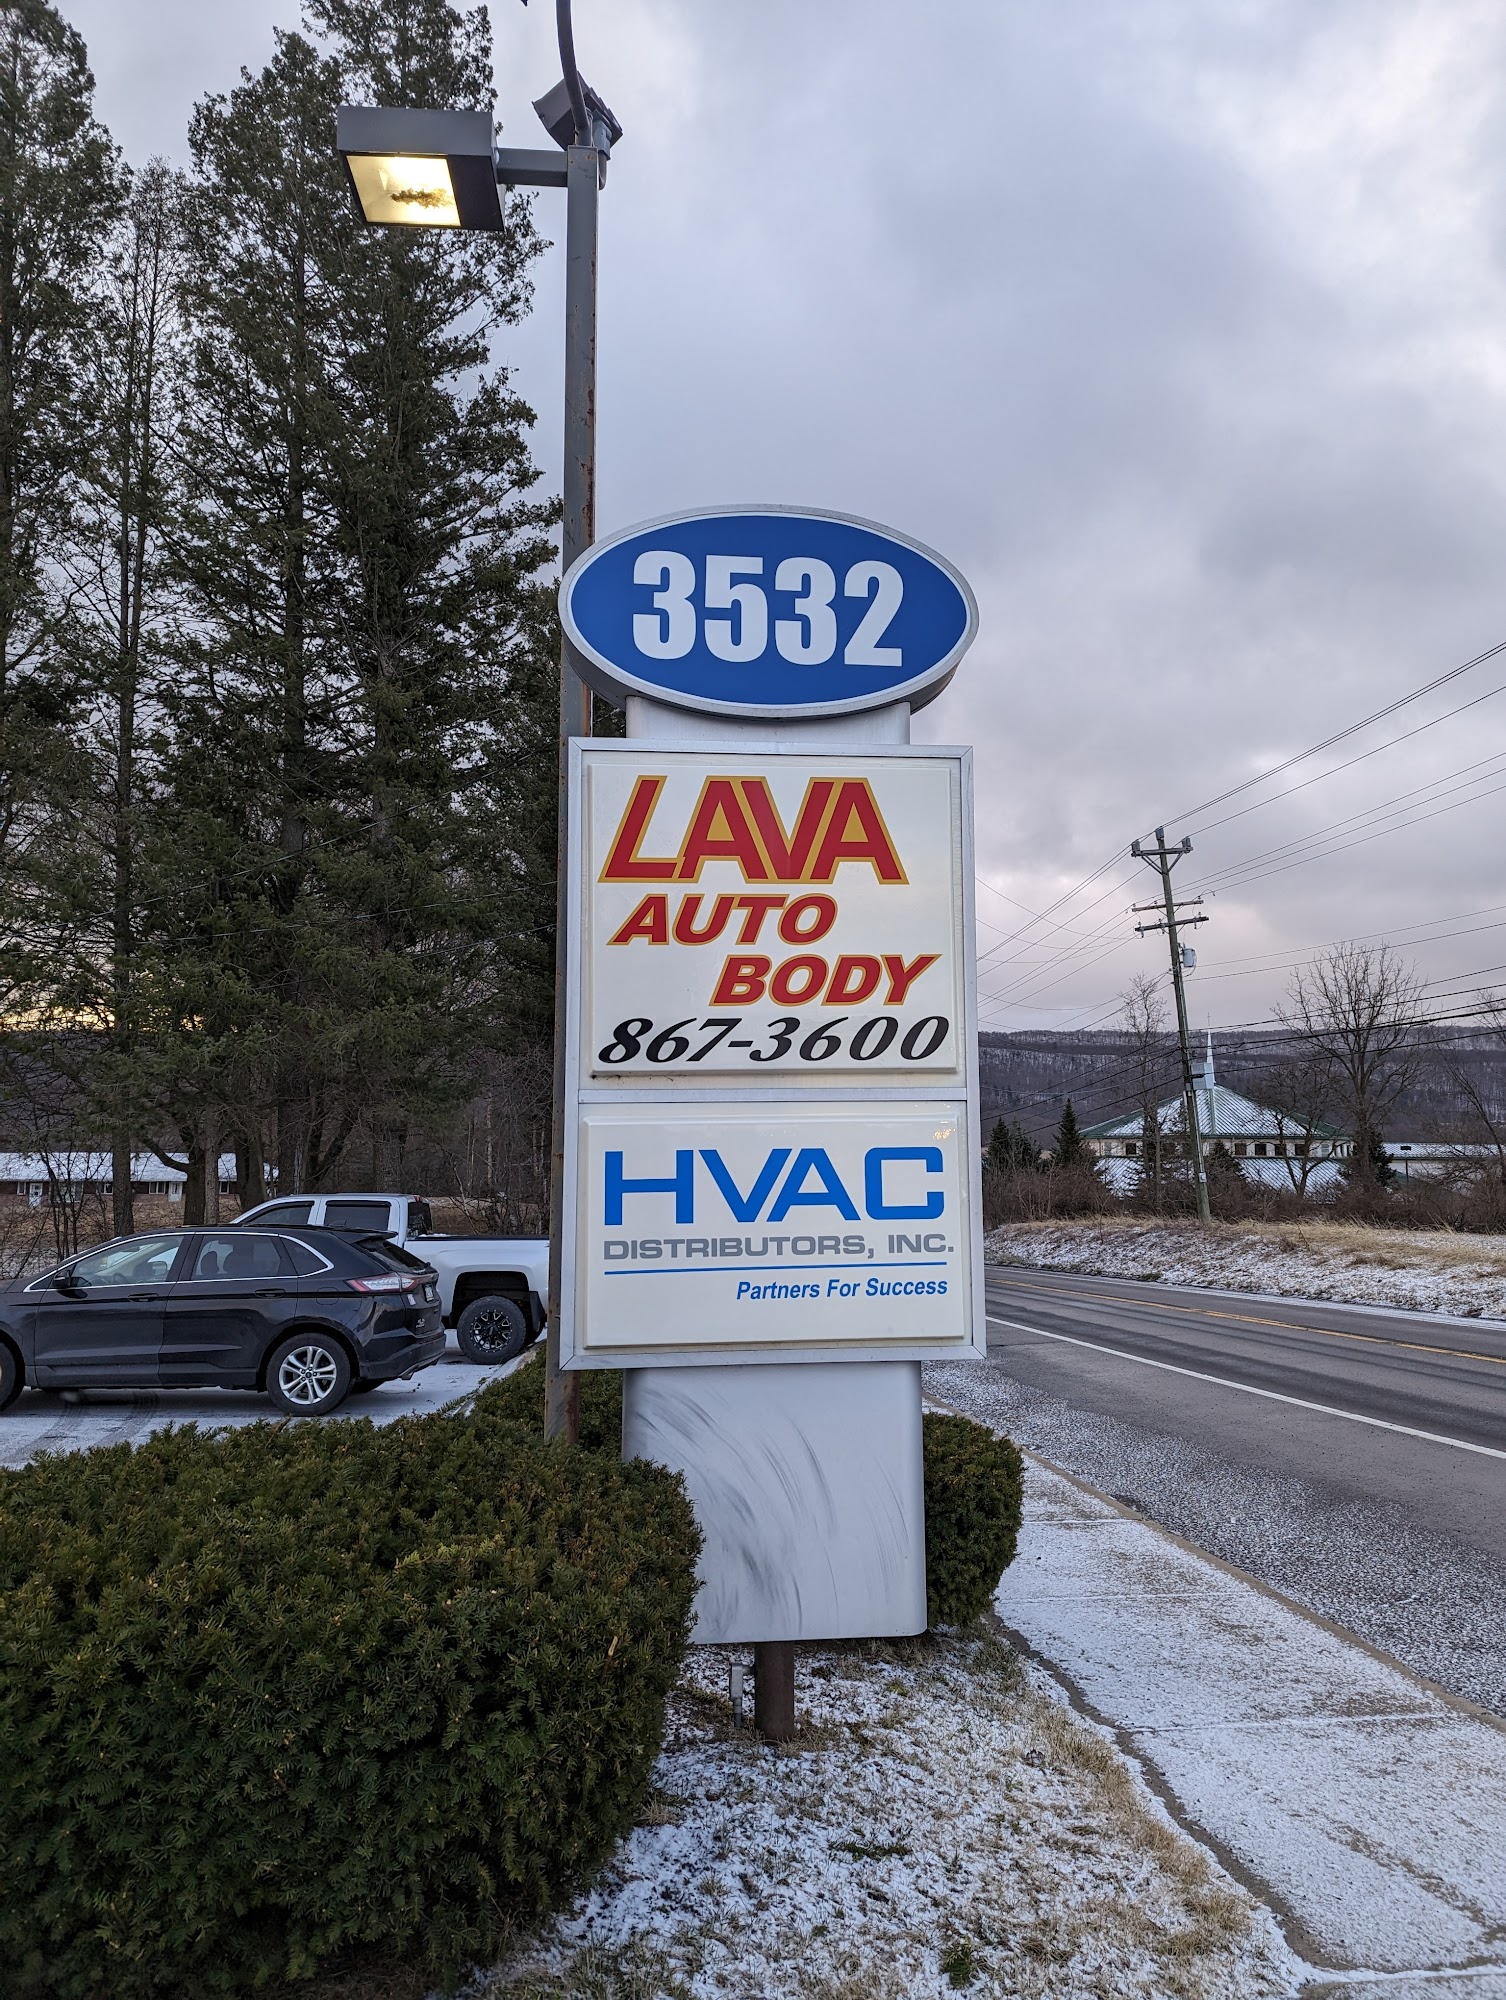 3532
LAVA
AUTO
BODY
867-3600
HVAC
DISTRIBUTORS, INC.
Partners For Success